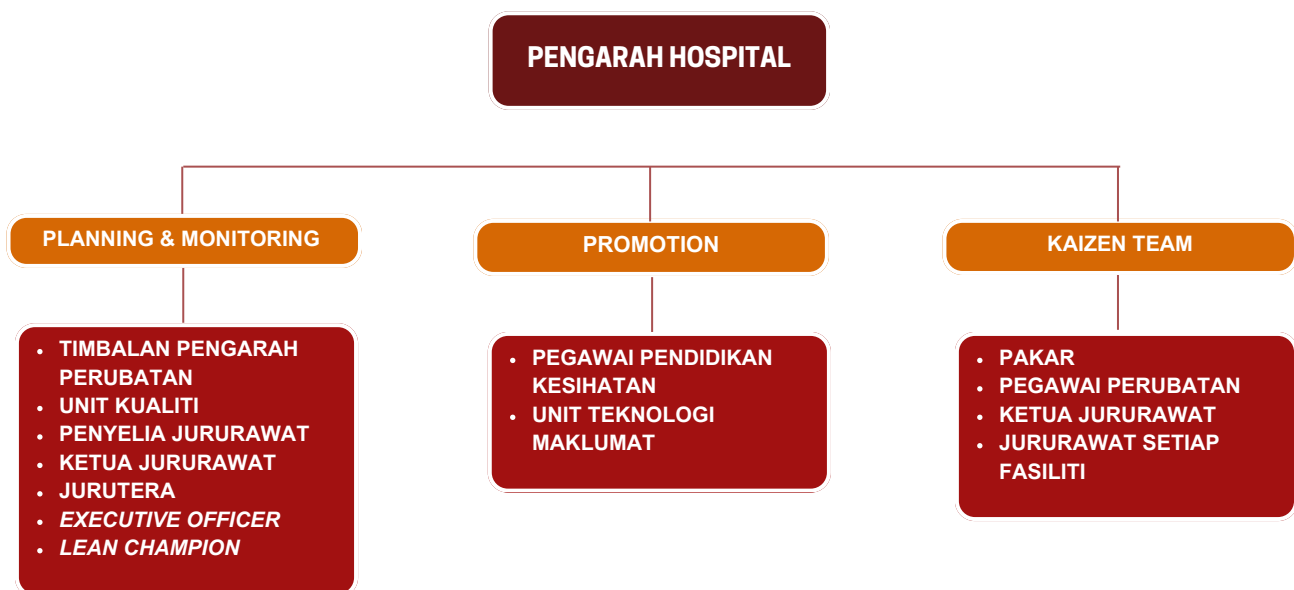 PENGARAH HOSPITAL
PLANNING & MONITORING
• TIMBALAN PENGARAH
PERUBATAN
• UNIT KUALITI
• PENYELIA JURURAWAT
• KETUA JURURAWAT
• JURUTERA
• EXECUTIVE OFFICER
• LEAN CHAMPION
PROMOTION
• PEGAWAI PENDIDIKAN
KESIHATAN
• UNIT TEKNOLOGI
MAKLUMAT
KAIZEN TEAM
• PAKAR
• PEGAWAI PERUBATAN
• KETUA JURURAWAT
• JURURAWAT SETIAP
FASILITI